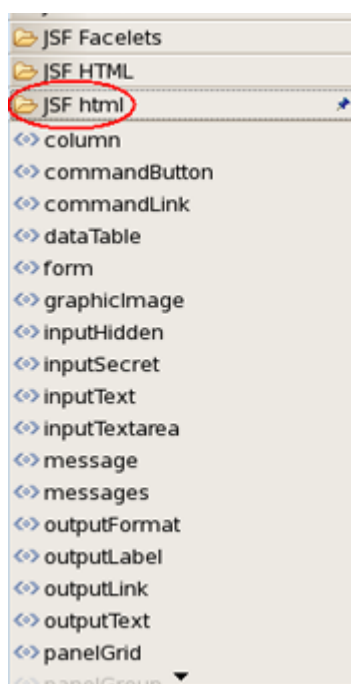 JSF Facelets
JSF HTML
JSF html
column
commandButton
commandLink
dataTable
form
graphicImage
inputHidden
inputSecret
inputText
inputTextarea
message
messages
outputFormat
outputLabel
outputLink
outputText
panelGrid
panelGroup